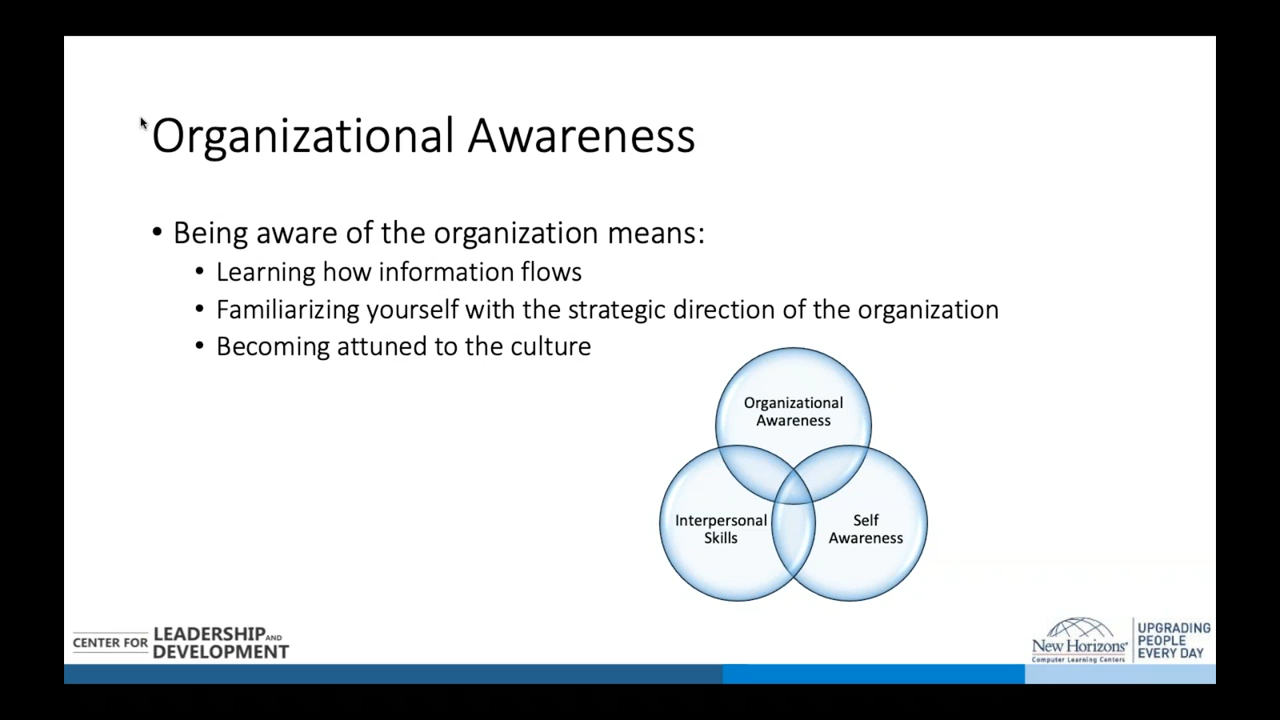 Organizational Awareness
• Being aware of the organization means:
• Learning how information flows
• Familiarizing yourself with the strategic direction of the organization
• Becoming attuned to the culture
Organizational
Awareness
Interpersonal
Skills
Self
Awareness
CENTER FOR LEADERSHIP AND
DEVELOPMENT
New Horizons®
Computer Learning Centers
UPGRADING
PEOPLE
EVERY DAY